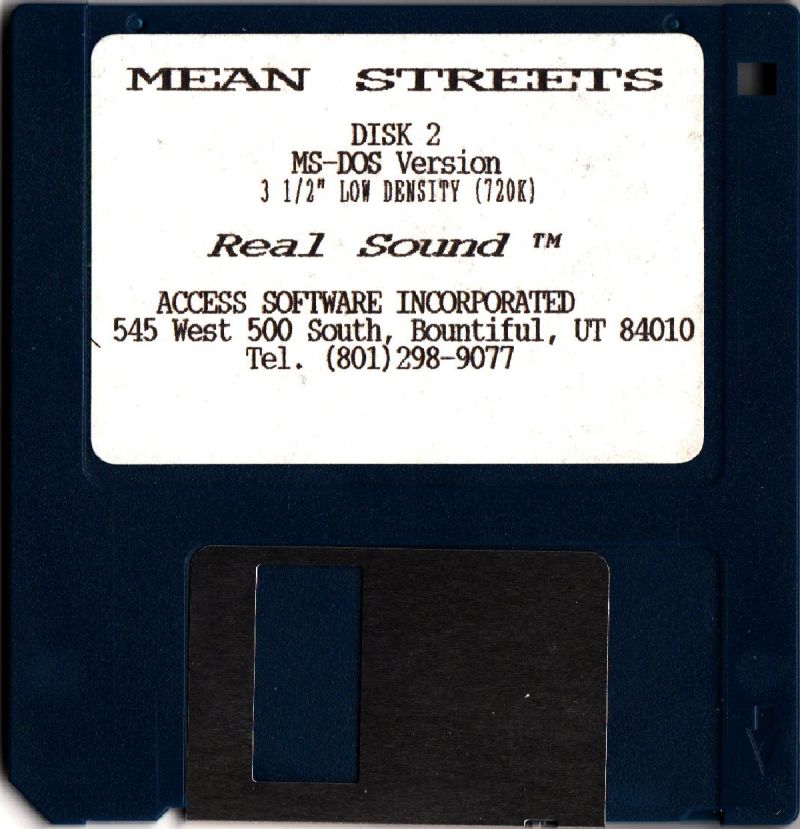 MEAN STREETS
DISK 2
MS-DOS Version
3 1/2" LOW DENSITY (720K)
Real Sound ™
ACCESS SOFTWARE INCORPORATED
545 West 500 South, Bountiful, UT 84010
Tel. (801)298-9077